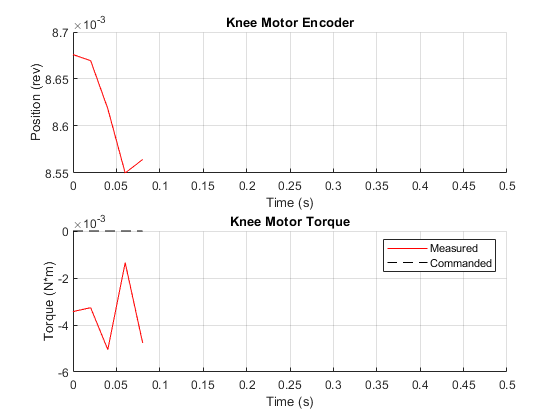 ×10-3
Knee Motor Encoder
8.7
8.65
8.6
8.55
Position (rev)
0 0.05 0.1 0.15 0.2 0.25 0.3 0.35 0.4 0.45 0.5
Time (s)
×10-3
Knee Motor Torque
0
-2
-4
-6
Torque (N*m)
Measured
Commanded
0 0.05 0.1 0.15 0.2 0.25 0.3 0.35 0.4 0.45 0.5
Time (s)